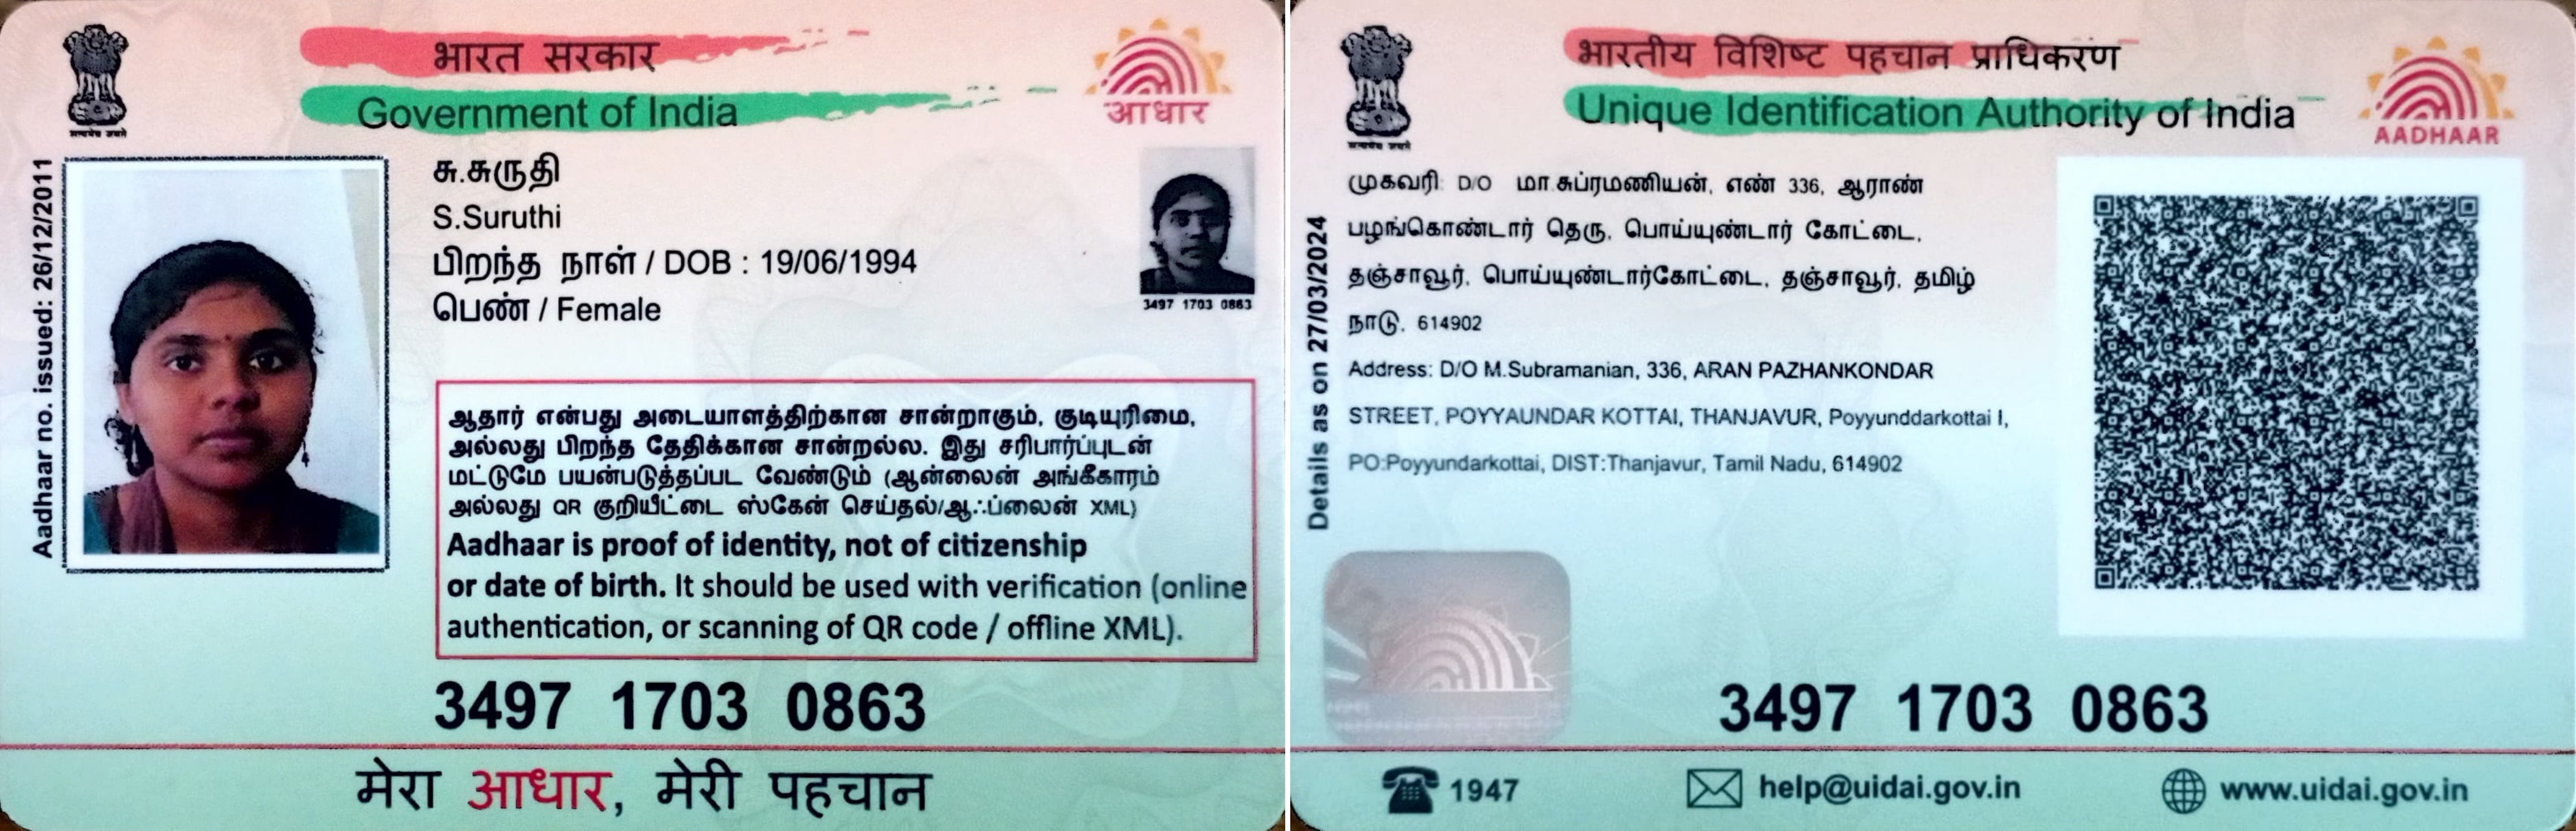 भारत सरकार
Government of India
आधार
सत्यमेव जयते
Aadhaar no. issued: 26/12/2011
சு.சுருதி
S.Suruthi
பிறந்த நாள் / DOB : 19/06/1994
பெண் / Female
3497 1703 0863
ஆதார் என்பது அடையாளத்திற்கான சான்றாகும், குடியுரிமை,
அல்லது பிறந்த தேதிக்கான சான்றல்ல. இது சரிபார்ப்புடன்
மட்டுமே பயன்படுத்தப்பட வேண்டும் (ஆன்லைன் அங்கீகாரம்
அல்லது QR குறியீட்டை ஸ்கேன் செய்தல்/ஆஃப்லைன் XML)
Aadhaar is proof of identity, not of citizenship
or date of birth. It should be used with verification (online
authentication, or scanning of QR code / offline XML).
3497 1703 0863
मेरा आधार, मेरी पहचान
भारतीय विशिष्ट पहचान प्राधिकरण
Unique Identification Authority of India
AADHAAR
सत्यमेव जयते
Details as on 27/03/2024
முகவரி: D/O மா.சுப்ரமணியன், எண் 336, ஆராண்
பழங்கொண்டார் தெரு, பொய்யுண்டார் கோட்டை,
தஞ்சாவூர், பொய்யுண்டார்கோட்டை, தஞ்சாவூர், தமிழ்
நாடு, 614902
Address: D/O M.Subramanian, 336, ARAN PAZHANKONDAR
STREET, POYYAUNDAR KOTTAI, THANJAVUR, Poyyunddarkottai I,
PO:Poyyundarkottai, DIST:Thanjavur, Tamil Nadu, 614902
3497 1703 0863
1947
help@uidai.gov.in
www.uidai.gov.in